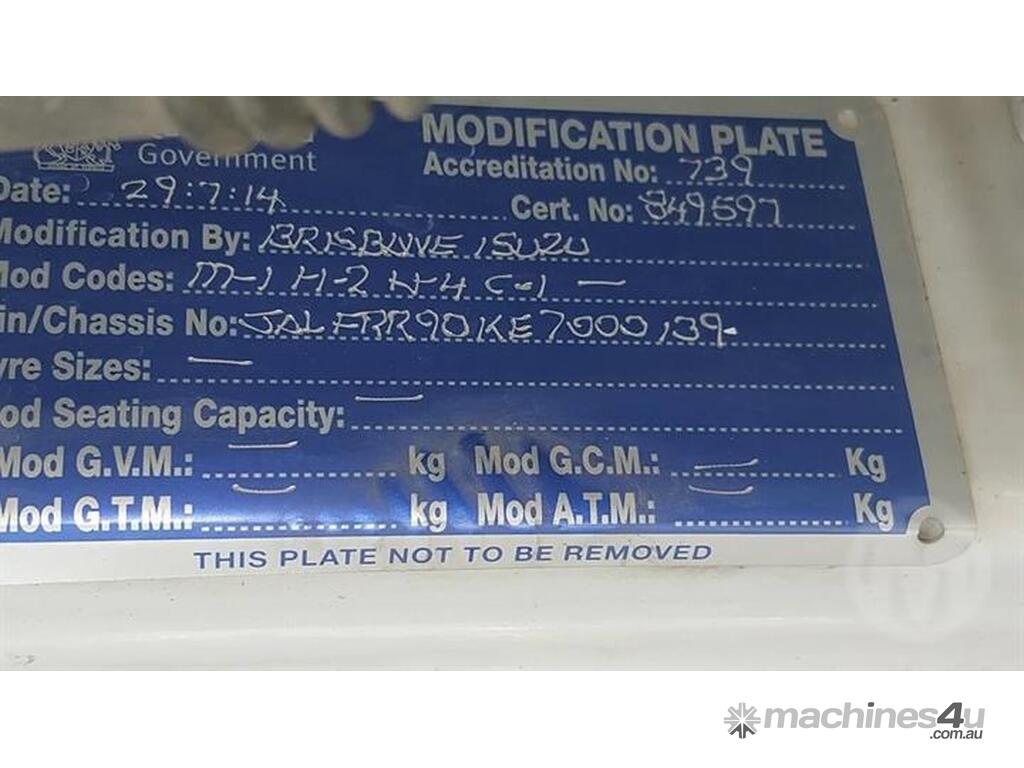 Government
MODIFICATION PLATE
Accreditation No: 739
Date: 29:7:14
Cert. No: 849597
Modification By: BRISBANE ISUZU
Mod Codes: M-1 H-2 H-4 C-1 —
in/Chassis No: JALFRR90KE7000139
yre Sizes: —
od Seating Capacity: —
Mod G.V.M.: — kg Mod G.C.M.: — Kg
Mod G.T.M.: — kg Mod A.T.M.: — Kg
THIS PLATE NOT TO BE REMOVED
machines4u
.com.au